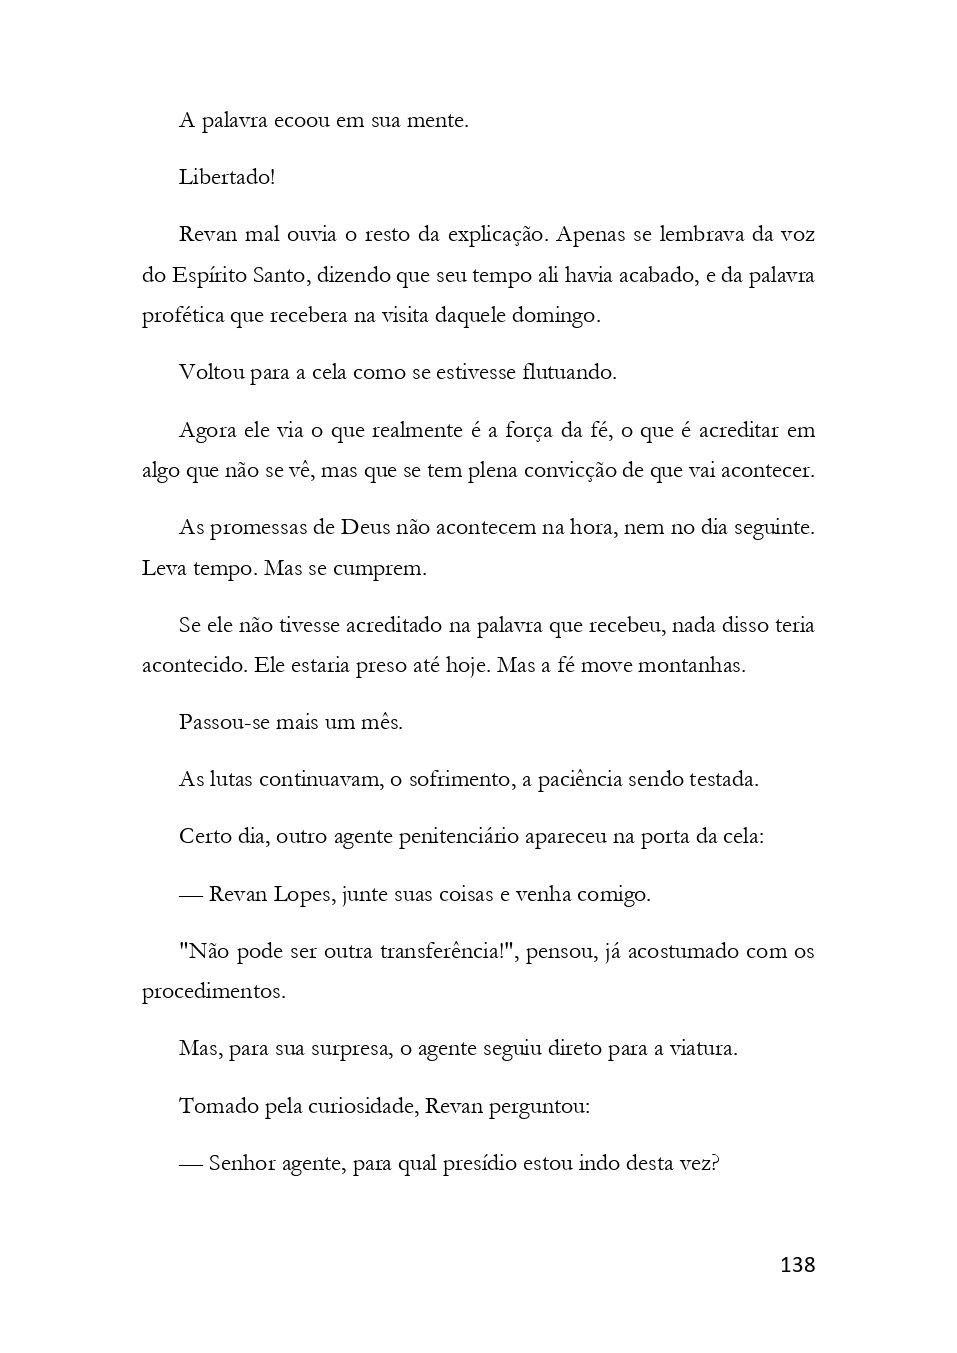 A palavra ecoou em sua mente.
Libertado!
Revan mal ouvia o resto da explicação. Apenas se lembrava da voz
do Espírito Santo, dizendo que seu tempo ali havia acabado, e da palavra
profética que recebera na visita daquele domingo.
Voltou para a cela como se estivesse flutuando.
Agora ele via o que realmente é a força da fé, o que é acreditar em
algo que não se vê, mas que se tem plena convicção de que vai acontecer.
As promessas de Deus não acontecem na hora, nem no dia seguinte.
Leva tempo. Mas se cumprem.
Se ele não tivesse acreditado na palavra que recebeu, nada disso teria
acontecido. Ele estaria preso até hoje. Mas a fé move montanhas.
Passou-se mais um mês.
As lutas continuavam, o sofrimento, a paciência sendo testada.
Certo dia, outro agente penitenciário apareceu na porta da cela:
— Revan Lopes, junte suas coisas e venha comigo.
"Não pode ser outra transferência!", pensou, já acostumado com os
procedimentos.
Mas, para sua surpresa, o agente seguiu direto para a viatura.
Tomado pela curiosidade, Revan perguntou:
— Senhor agente, para qual presídio estou indo desta vez?
138